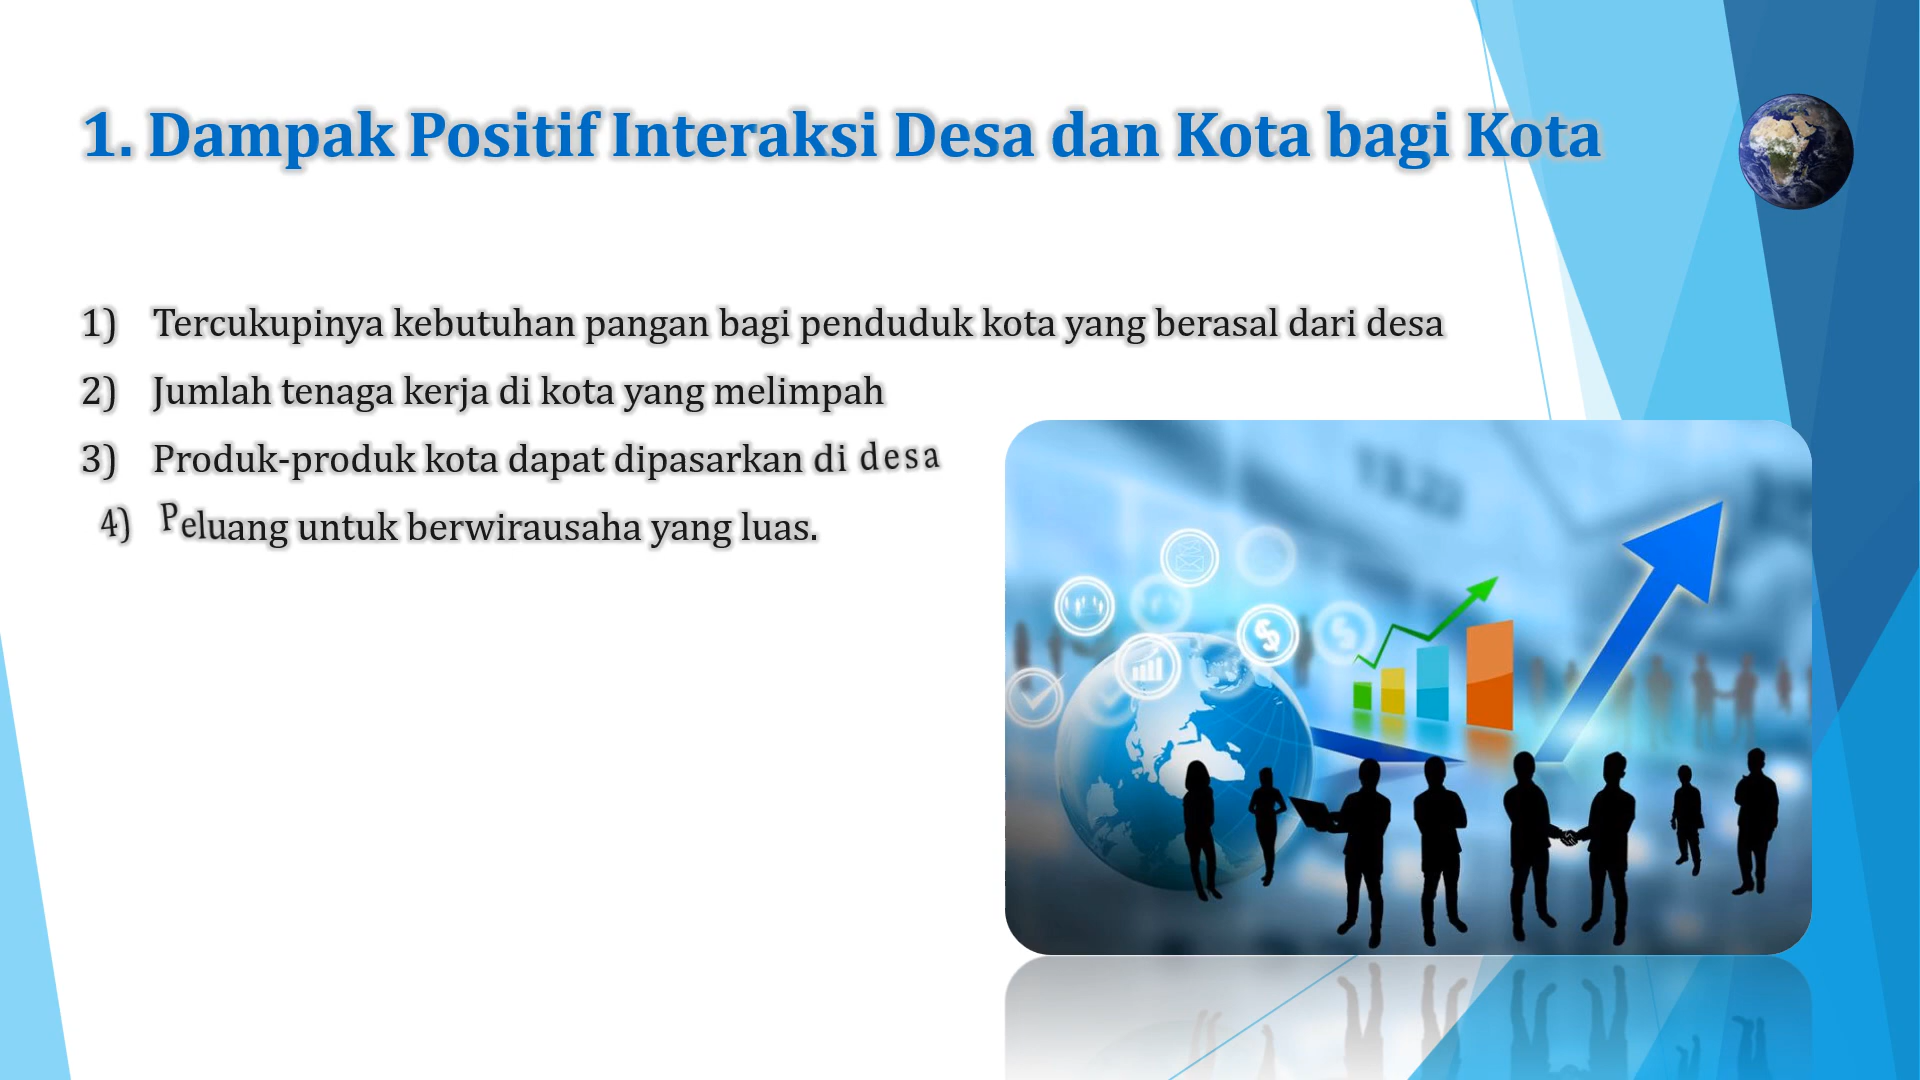 1. Dampak Positif Interaksi Desa dan Kota bagi Kota
1) Tercukupinya kebutuhan pangan bagi penduduk kota yang berasal dari desa
2) Jumlah tenaga kerja di kota yang melimpah
3) Produk-produk kota dapat dipasarkan di desa
4) Peluang untuk berwirausaha yang luas.